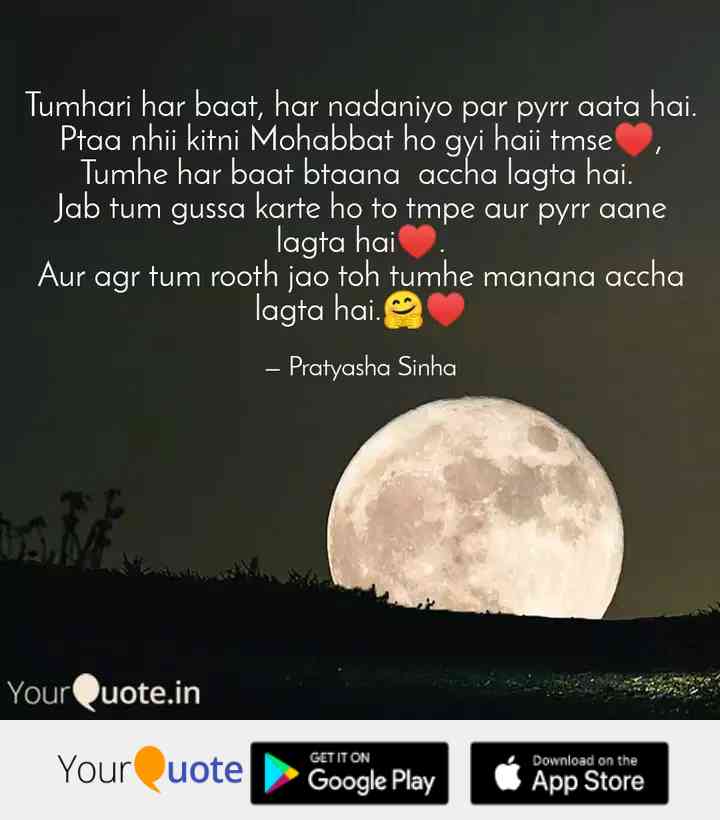 Tumhari har baat, har nadaniyo par pyrr aata hai.
Ptaa nhii kitni Mohabbat ho gyi haii tmse❤️,
Tumhe har baat btaana accha lagta hai.
Jab tum gussa karte ho to tmpe aur pyrr aane
lagta hai❤️.
Aur agr tum rooth jao toh tumhe manana accha
lagta hai.🤗❤️
– Pratyasha Sinha
YourQuote.in
YourQuote
GET IT ON
Google Play
Download on the
App Store